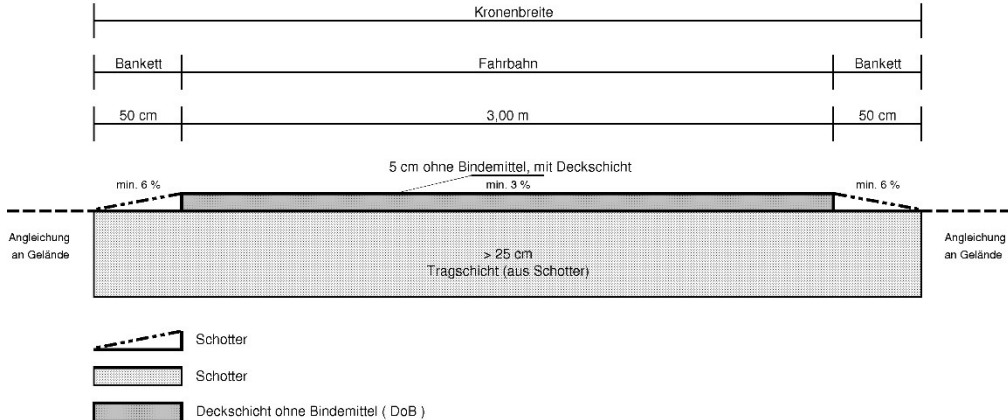 Kronenbreite
Bankett Fahrbahn Bankett
50 cm 3,00 m 50 cm
5 cm ohne Bindemittel, mit Deckschicht
min. 6 % min. 3 % min. 6 %
Angleichung
an Gelände
Angleichung
an Gelände
> 25 cm
Tragschicht (aus Schotter)
Schotter
Schotter
Deckschicht ohne Bindemittel ( DoB )